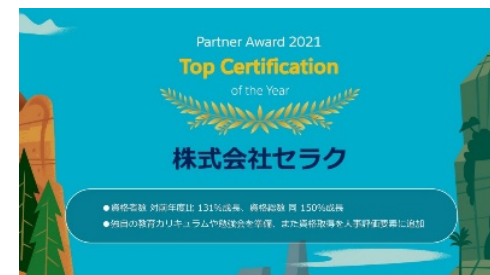 Partner Award 2021
Top Certification
of the Year
株式会社セラク
●資格者数 対前年度比 131%成長、資格総数 同 150%成長
●独自の教育カリキュラムや勉強会を準備、また資格取得を人事評価要素に追加